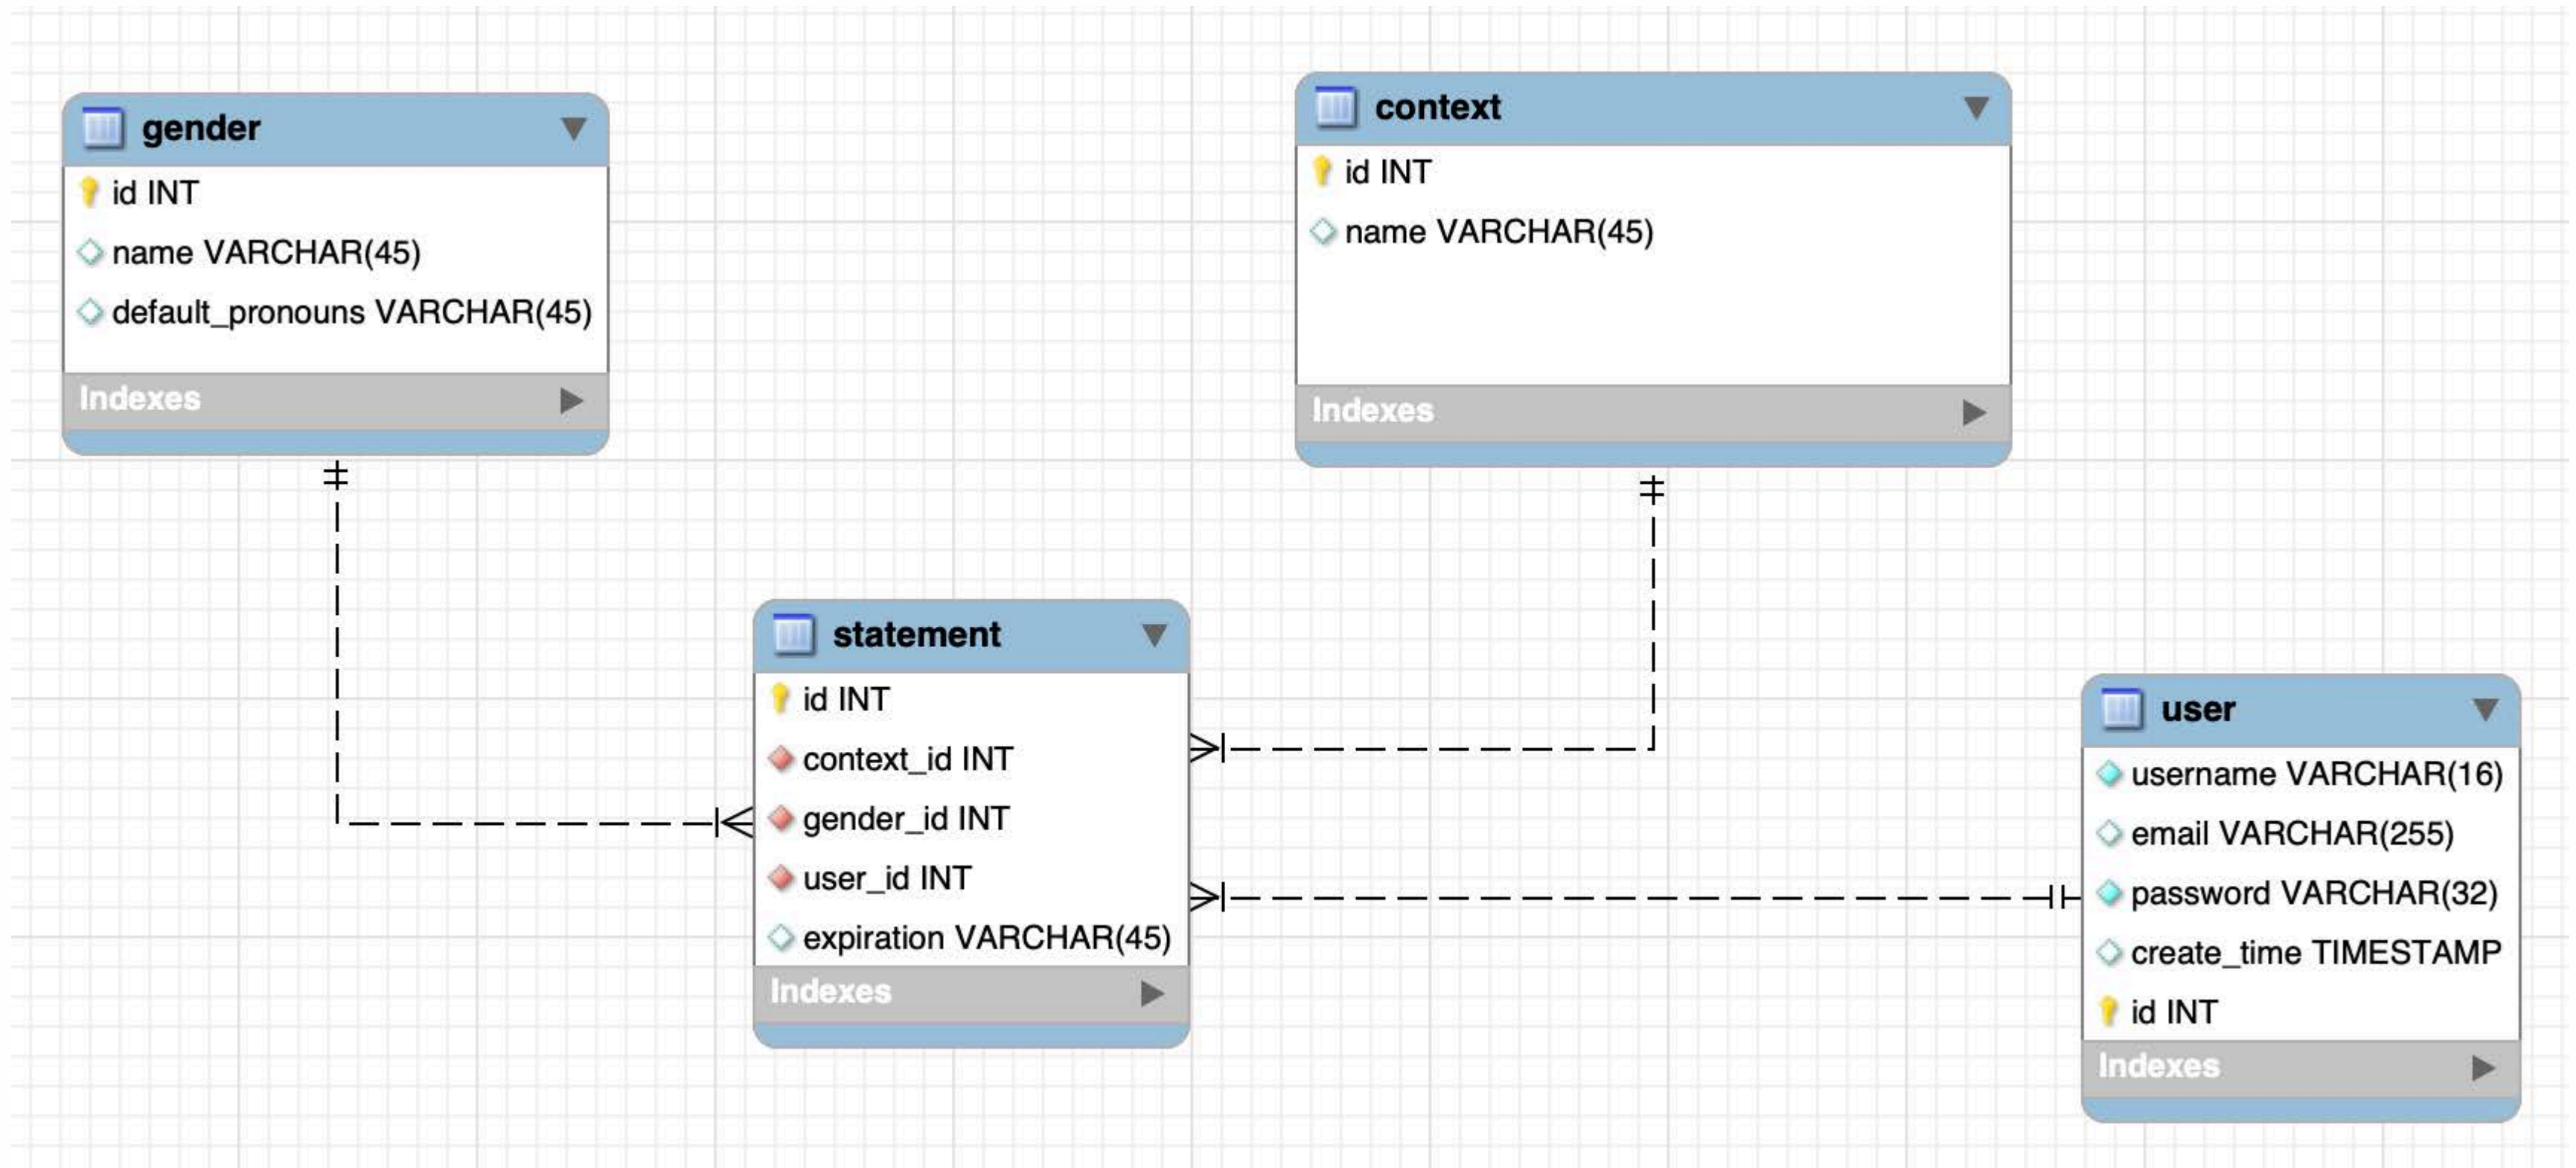 gender
id INT
name VARCHAR(45)
default_pronouns VARCHAR(45)
Indexes
context
id INT
name VARCHAR(45)
Indexes
statement
id INT
context_id INT
gender_id INT
user_id INT
expiration VARCHAR(45)
Indexes
user
username VARCHAR(16)
email VARCHAR(255)
password VARCHAR(32)
create_time TIMESTAMP
id INT
Indexes